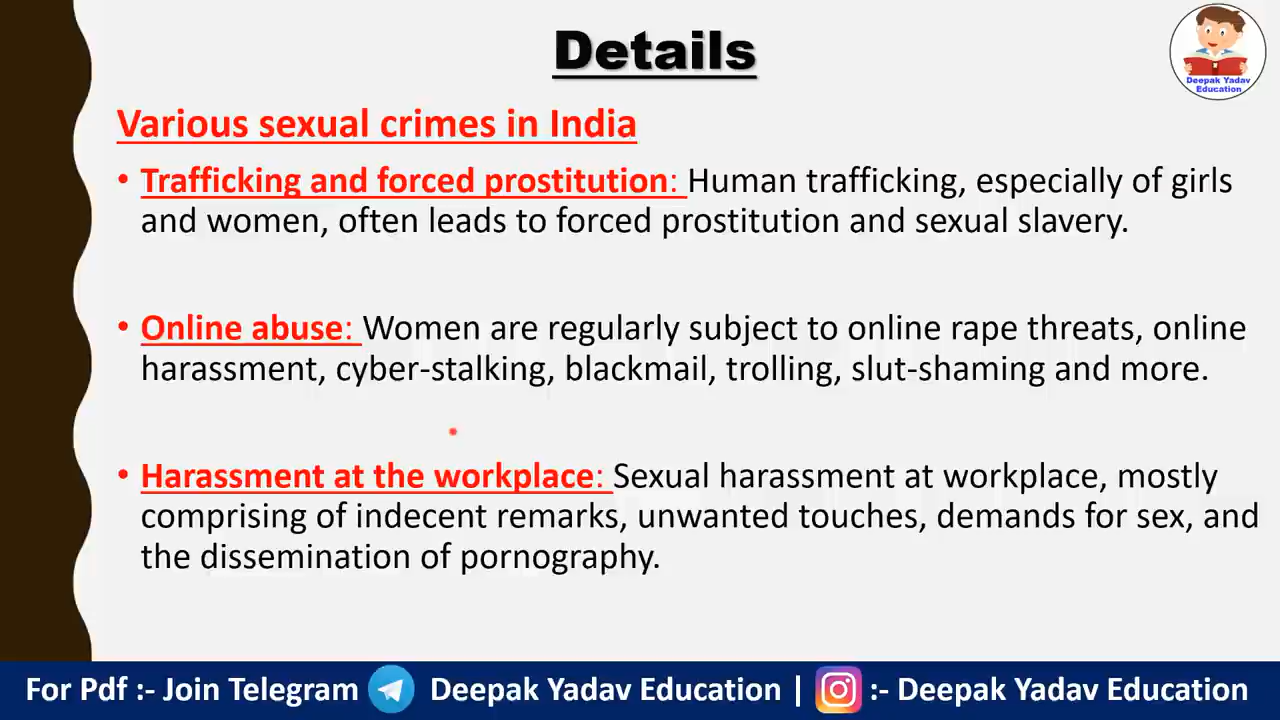 Details
Deepak Yadav
Education
Various sexual crimes in India
• Trafficking and forced prostitution: Human trafficking, especially of girls
and women, often leads to forced prostitution and sexual slavery.
• Online abuse: Women are regularly subject to online rape threats, online
harassment, cyber-stalking, blackmail, trolling, slut-shaming and more.
• Harassment at the workplace: Sexual harassment at workplace, mostly
comprising of indecent remarks, unwanted touches, demands for sex, and
the dissemination of pornography.
For Pdf :- Join Telegram Deepak Yadav Education | :- Deepak Yadav Education